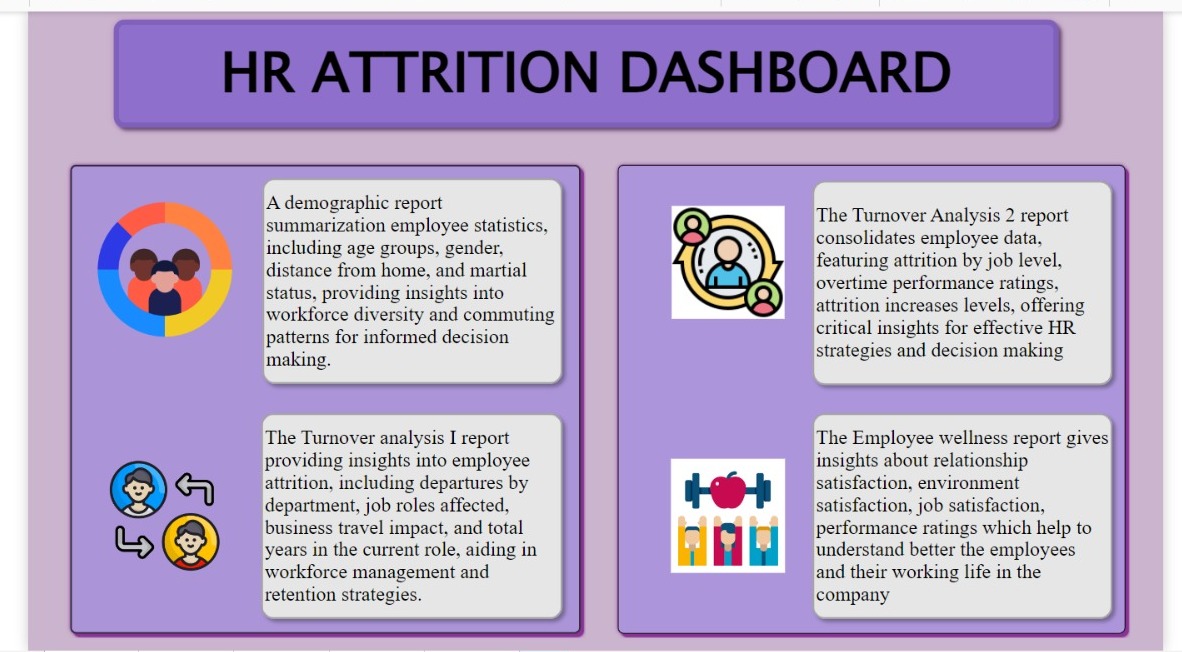 HR ATTRITION DASHBOARD
A demographic report
summarization employee statistics,
including age groups, gender,
distance from home, and martial
status, providing insights into
workforce diversity and commuting
patterns for informed decision
making.
The Turnover analysis I report
providing insights into employee
attrition, including departures by
department, job roles affected,
business travel impact, and total
years in the current role, aiding in
workforce management and
retention strategies.
The Turnover Analysis 2 report
consolidates employee data,
featuring attrition by job level,
overtime performance ratings,
attrition increases levels, offering
critical insights for effective HR
strategies and decision making
The Employee wellness report gives
insights about relationship
satisfaction, environment
satisfaction, job satisfaction,
performance ratings which help to
understand better the employees
and their working life in the
company